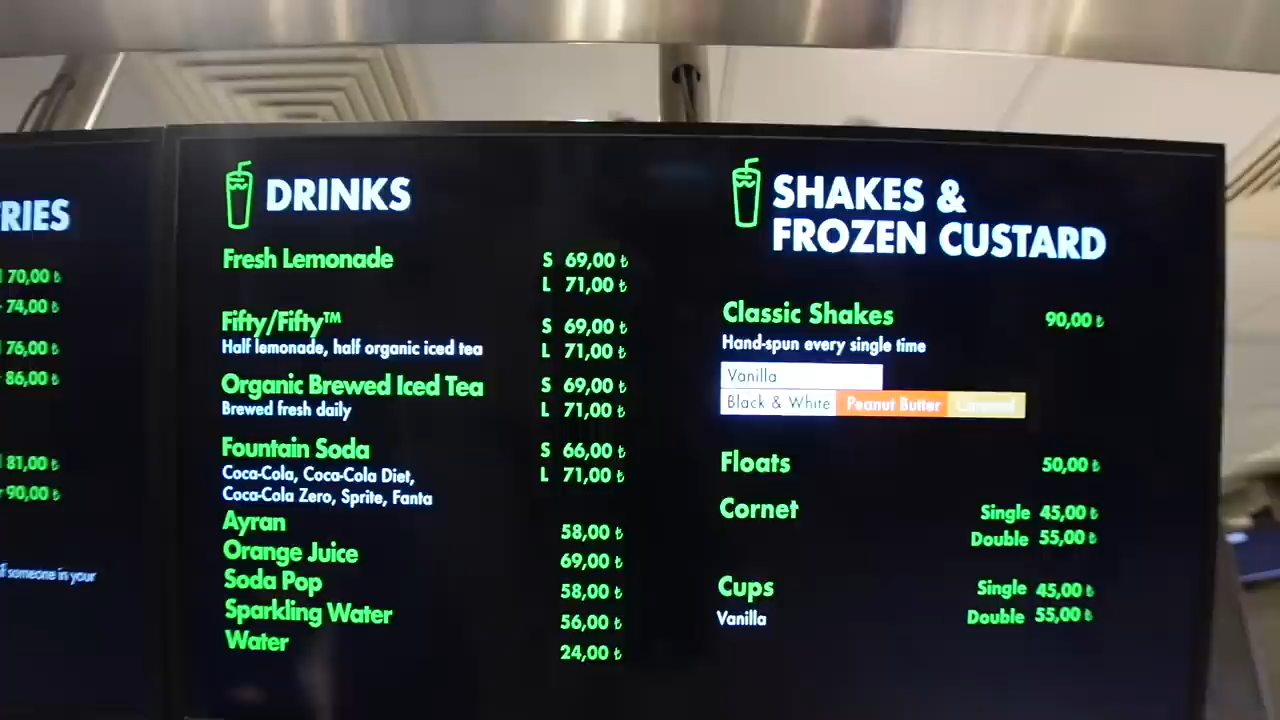 RIES
70,00 ₺
74,00 ₺
76,00 ₺
86,00 ₺
81,00 ₺
90,00 ₺
if someone in your
DRINKS
Fresh Lemonade S 69,00 ₺
L 71,00 ₺
Fifty/Fifty™ S 69,00 ₺
Half lemonade, half organic iced tea L 71,00 ₺
Organic Brewed Iced Tea S 69,00 ₺
Brewed fresh daily L 71,00 ₺
Fountain Soda S 66,00 ₺
Coca-Cola, Coca-Cola Diet, L 71,00 ₺
Coca-Cola Zero, Sprite, Fanta
Ayran 58,00 ₺
Orange Juice 69,00 ₺
Soda Pop 58,00 ₺
Sparkling Water 56,00 ₺
Water 24,00 ₺
SHAKES &
FROZEN CUSTARD
Classic Shakes 90,00 ₺
Hand-spun every single time
Vanilla
Black & White Peanut Butter Caramel
Floats 50,00 ₺
Cornet Single 45,00 ₺
Double 55,00 ₺
Cups Single 45,00 ₺
Vanilla Double 55,00 ₺